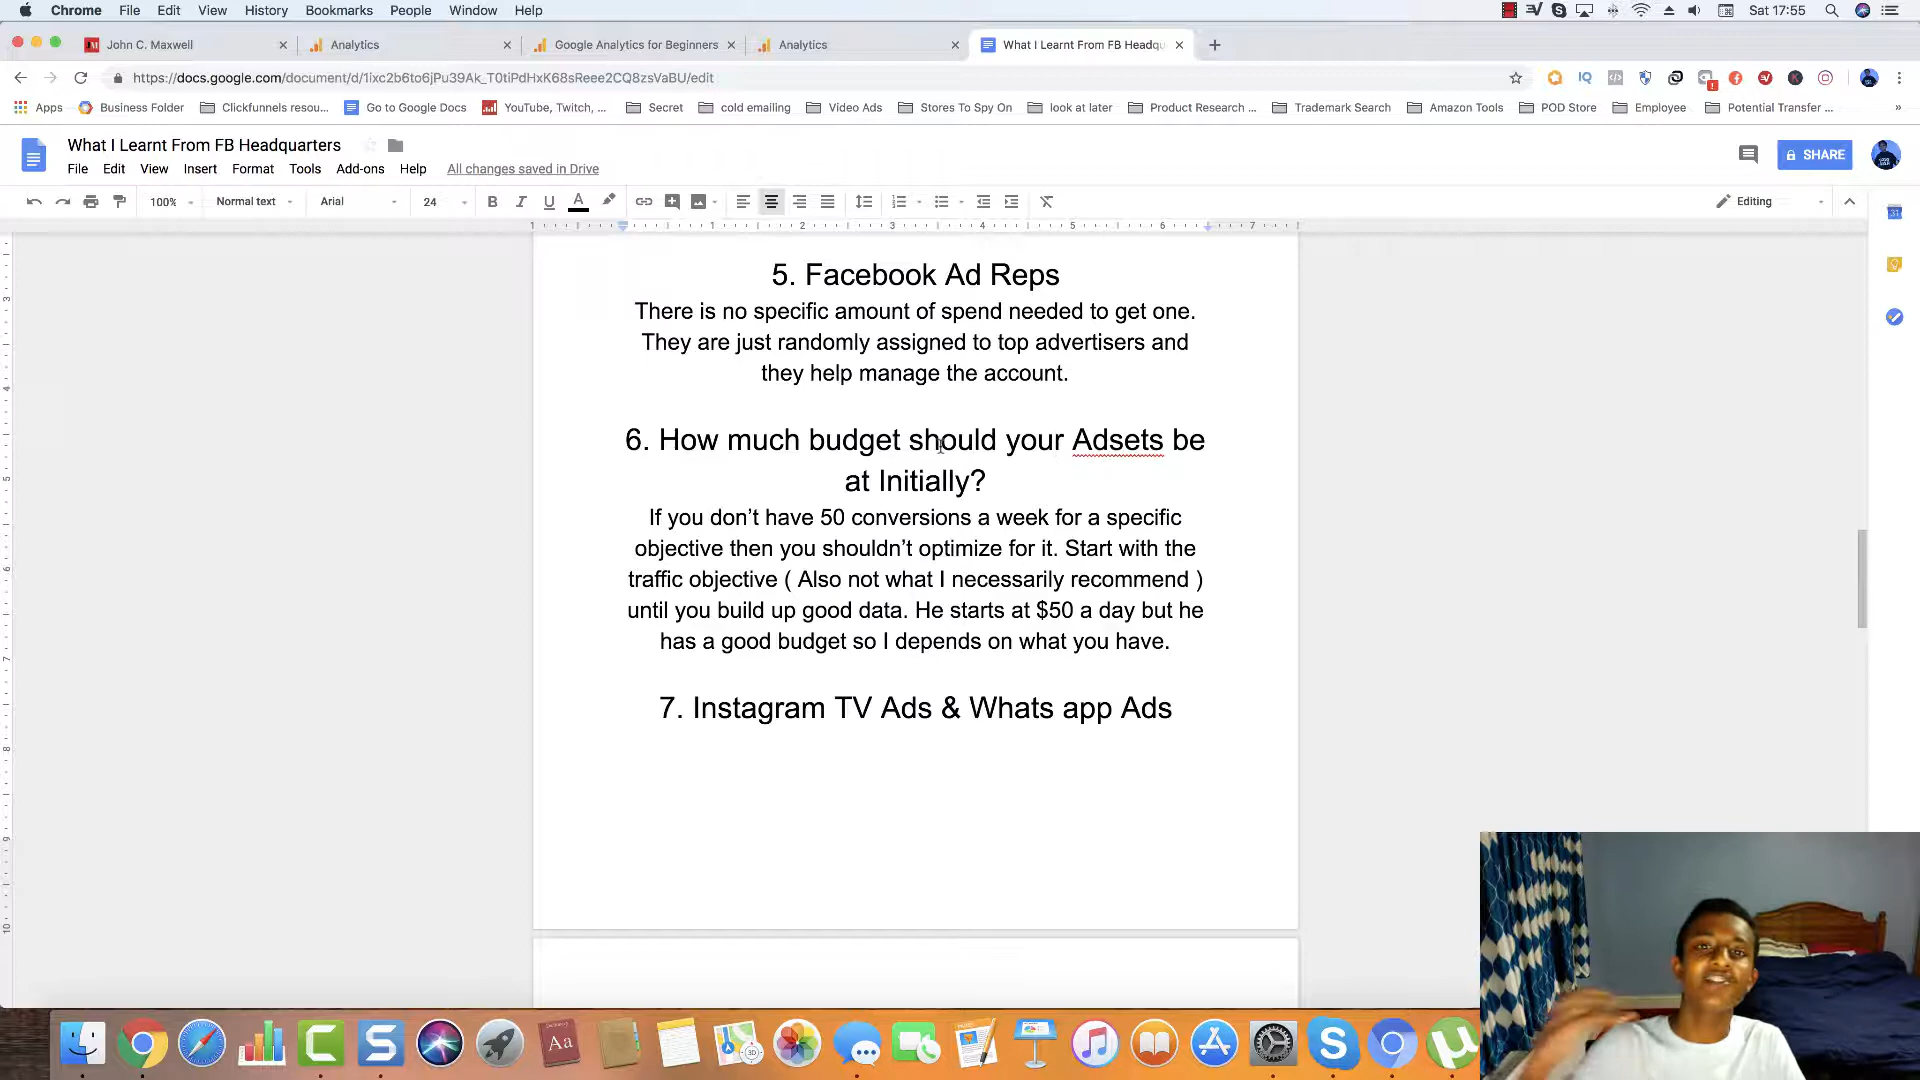 Chrome File Edit View History Bookmarks People Window Help Sat 17:55
John C. Maxwell Analytics Google Analytics for Beginners Analytics What I Learnt From FB Headqu
https://docs.google.com/document/d/1ixc2b6to6jPu39Ak_T0tiPdHxK68sReee2CQ8zsVaBU/edit
Apps Business Folder Clickfunnels resou... Go to Google Docs YouTube, Twitch, ... Secret cold emailing Video Ads Stores To Spy On look at later Product Research ... Trademark Search Amazon Tools POD Store Employee Potential Transfer ... »
What I Learnt From FB Headquarters
File Edit View Insert Format Tools Add-ons Help All changes saved in Drive
SHARE
100% Normal text Arial 24 B I U A Editing
1 1 2 3 4 5 6 7
5. Facebook Ad Reps
There is no specific amount of spend needed to get one.
They are just randomly assigned to top advertisers and
they help manage the account.
6. How much budget should your Adsets be
at Initially?
If you don't have 50 conversions a week for a specific
objective then you shouldn't optimize for it. Start with the
traffic objective ( Also not what I necessarily recommend )
until you build up good data. He starts at $50 a day but he
has a good budget so I depends on what you have.
7. Instagram TV Ads & Whats app Ads